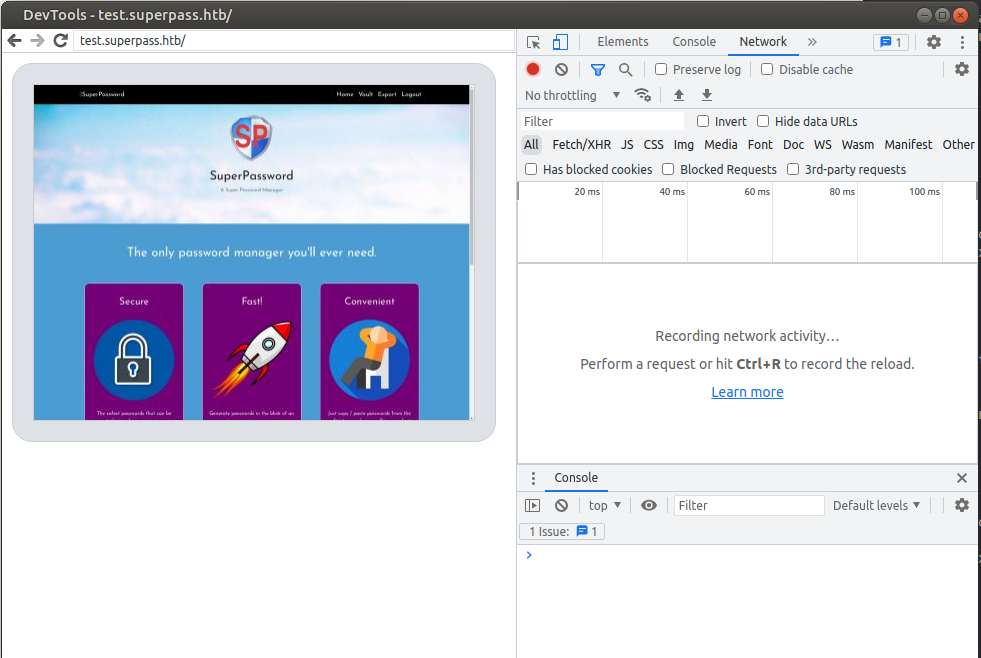 DevTools - test.superpass.htb/
test.superpass.htb/
Elements Console Network » 1
Preserve log Disable cache
No throttling
Filter Invert Hide data URLs
All Fetch/XHR JS CSS Img Media Font Doc WS Wasm Manifest Other
Has blocked cookies Blocked Requests 3rd-party requests
20 ms 40 ms 60 ms 80 ms 100 ms
Recording network activity…
Perform a request or hit Ctrl+R to record the reload.
Learn more
Console
top Filter Default levels
1 Issue: 1
SuperPassword Home Vault Export Logout
SP
SuperPassword
A Super Password Manager
The only password manager you'll ever need.
Secure Fast! Convenient
The safest passwords that can be
Generate passwords in the blink of an
Just copy / paste passwords from the